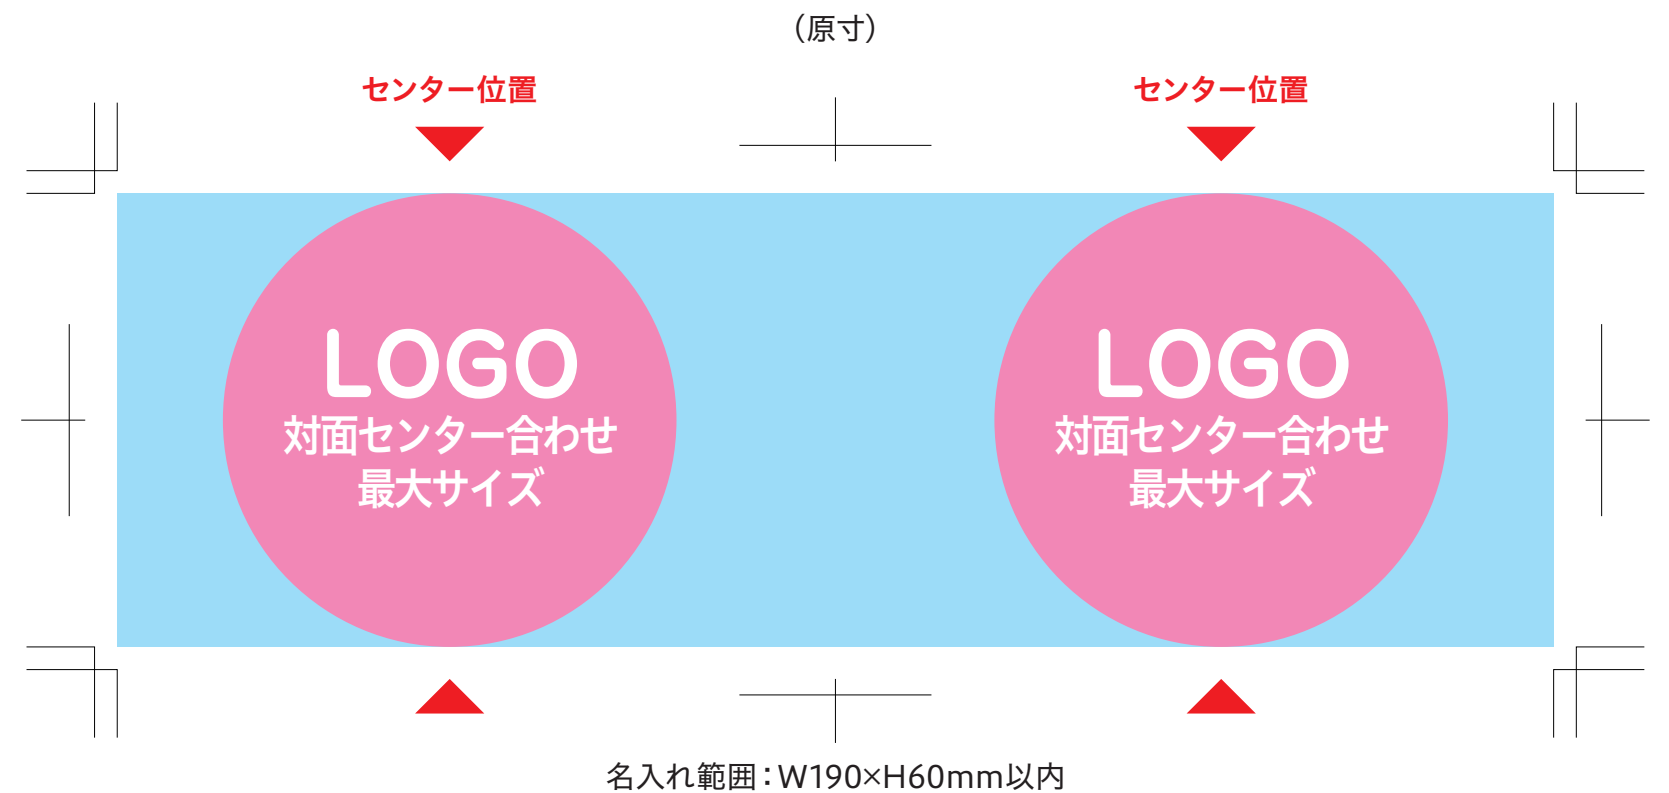 （原寸）
センター位置
センター位置
LOGO
対面センター合わせ
最大サイズ
LOGO
対面センター合わせ
最大サイズ
名入れ範囲：W190×H60mm以内